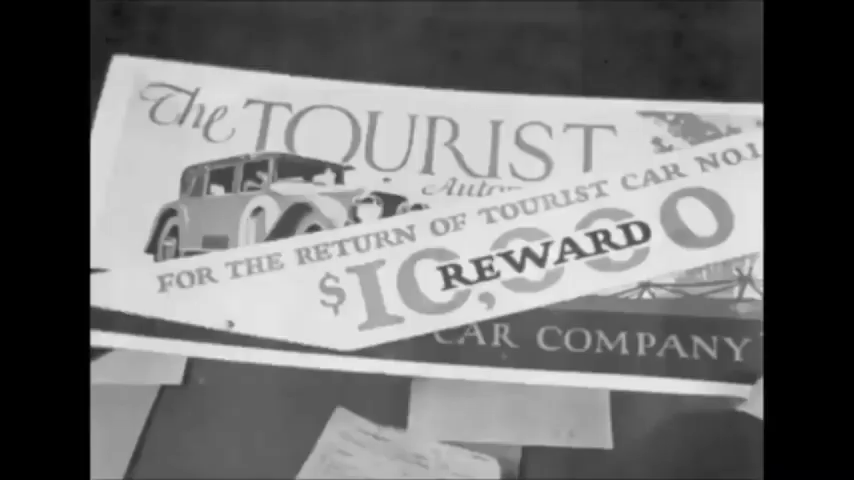 The TOURIST
FOR THE RETURN OF TOURIST CAR NO.1
$10,000
REWARD
CAR COMPANY